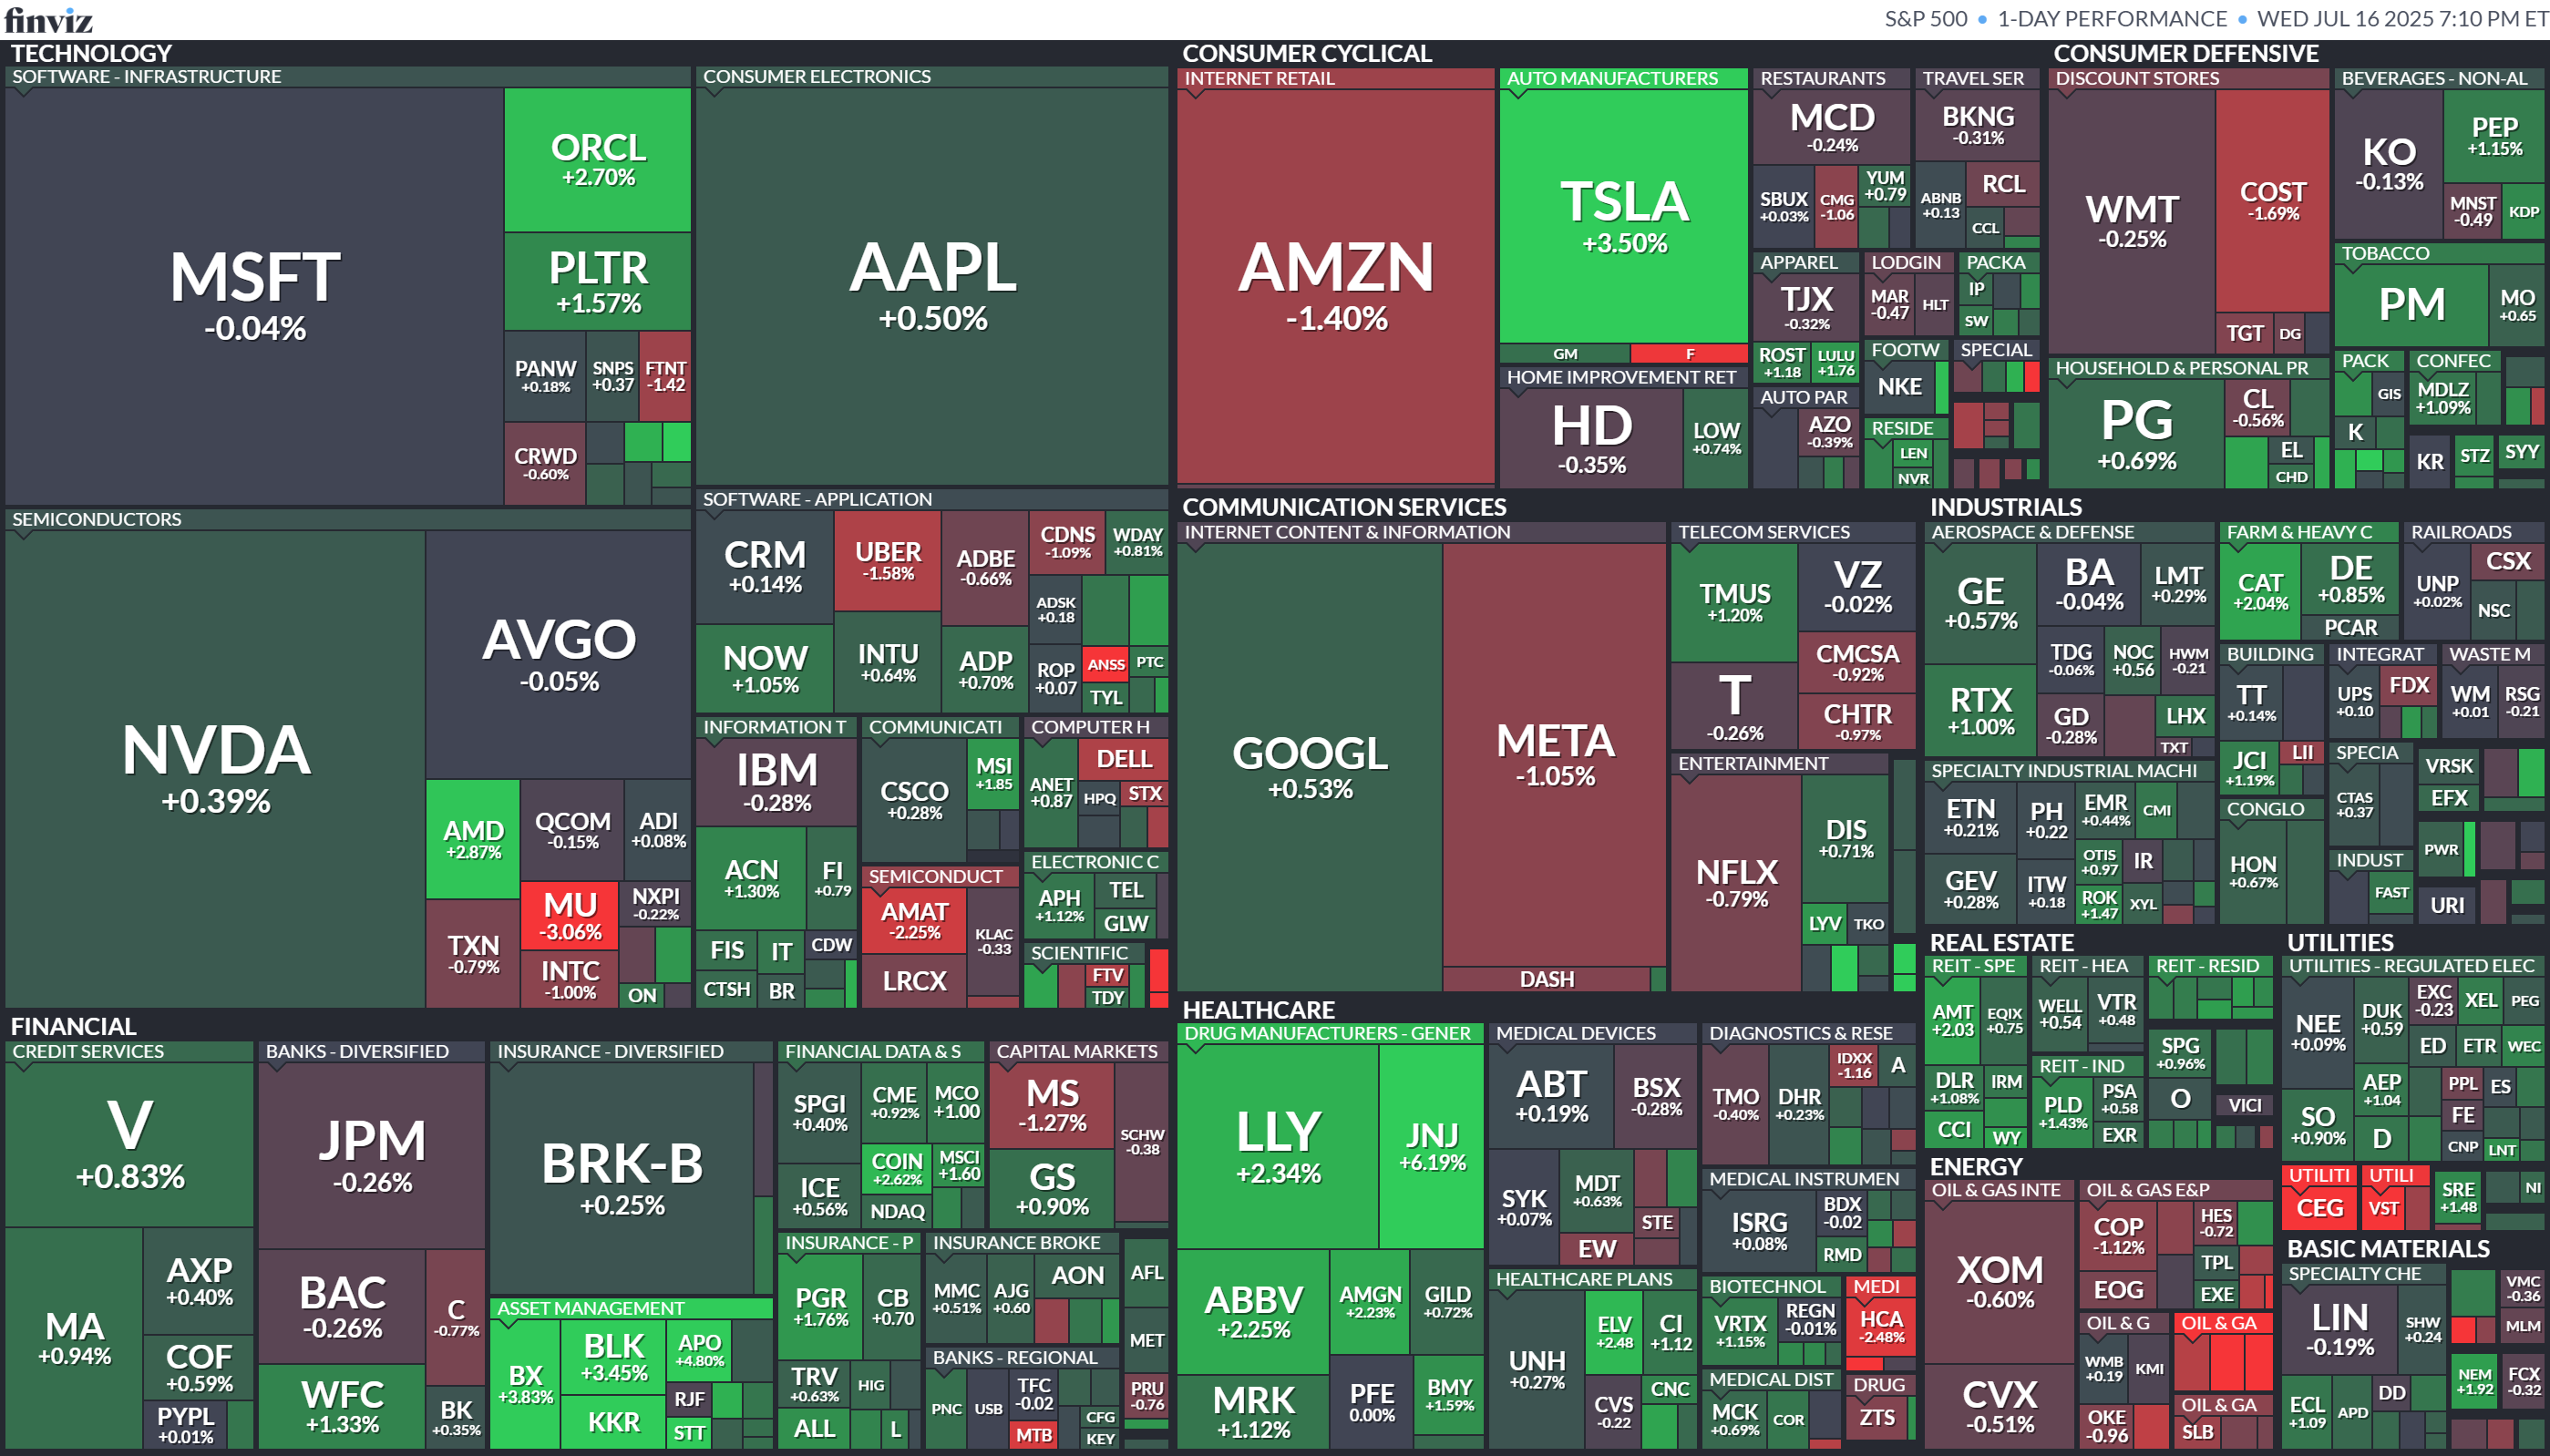 finviz
S&P 500 • 1-DAY PERFORMANCE • WED JUL 16 2025 7:10 PM ET
TECHNOLOGY
SOFTWARE - INFRASTRUCTURE
MSFT
-0.04%
ORCL
+2.70%
PLTR
+1.57%
PANW
+0.18%
SNPS
+0.37
FTNT
-1.42
CRWD
-0.60%
CONSUMER ELECTRONICS
AAPL
+0.50%
SEMICONDUCTORS
NVDA
+0.39%
AVGO
-0.05%
AMD
+2.87%
QCOM
-0.15%
ADI
+0.08%
TXN
-0.79%
MU
-3.06%
INTC
-1.00%
NXPI
-0.22%
ON
SOFTWARE - APPLICATION
CRM
+0.14%
UBER
-1.58%
ADBE
-0.66%
CDNS
-1.09%
WDAY
+0.81%
NOW
+1.05%
INTU
+0.64%
ADP
+0.70%
ADSK
+0.18
ROP
+0.07
ANSS
PTC
TYL
INFORMATION T
IBM
-0.28%
ACN
+1.30%
FI
+0.79
FIS
IT
CDW
CTSH
BR
COMMUNICATI
CSCO
+0.28%
MSI
+1.85
SEMICONDUCT
AMAT
-2.25%
KLAC
-0.33
LRCX
COMPUTER H
ANET
+0.87
DELL
HPQ
STX
ELECTRONIC C
APH
+1.12%
TEL
GLW
SCIENTIFIC
FTV
TDY
CONSUMER CYCLICAL
INTERNET RETAIL
AMZN
-1.40%
AUTO MANUFACTURERS
TSLA
+3.50%
GM
F
HOME IMPROVEMENT RET
HD
-0.35%
LOW
+0.74%
RESTAURANTS
MCD
-0.24%
SBUX
+0.03%
CMG
-1.06
YUM
+0.79
TRAVEL SER
BKNG
-0.31%
ABNB
+0.13
RCL
CCL
APPAREL
TJX
-0.32%
ROST
+1.18
LULU
+1.76
LODGIN
MAR
-0.47
HLT
PACKA
IP
SW
FOOTW
NKE
SPECIAL
AUTO PAR
AZO
-0.39%
RESIDE
LEN
NVR
CONSUMER DEFENSIVE
DISCOUNT STORES
WMT
-0.25%
COST
-1.69%
TGT
DG
BEVERAGES - NON-AL
KO
-0.13%
PEP
+1.15%
MNST
-0.49
KDP
TOBACCO
PM
MO
+0.65
HOUSEHOLD & PERSONAL PR
PG
+0.69%
CL
-0.56%
EL
CHD
PACK
GIS
K
CONFEC
MDLZ
+1.09%
KR
STZ
SYY
COMMUNICATION SERVICES
INTERNET CONTENT & INFORMATION
GOOGL
+0.53%
META
-1.05%
DASH
TELECOM SERVICES
TMUS
+1.20%
VZ
-0.02%
T
-0.26%
CMCSA
-0.92%
CHTR
-0.97%
ENTERTAINMENT
NFLX
-0.79%
DIS
+0.71%
LYV
TKO
INDUSTRIALS
AEROSPACE & DEFENSE
GE
+0.57%
BA
-0.04%
LMT
+0.29%
RTX
+1.00%
TDG
-0.06%
NOC
+0.56
HWM
-0.21
GD
-0.28%
LHX
TXT
FARM & HEAVY C
CAT
+2.04%
DE
+0.85%
PCAR
RAILROADS
UNP
+0.02%
CSX
NSC
BUILDING
TT
+0.14%
JCI
+1.19%
LII
INTEGRAT
UPS
+0.10
FDX
WASTE M
WM
+0.01
RSG
-0.21
SPECIALTY INDUSTRIAL MACHI
ETN
+0.21%
PH
+0.22
EMR
+0.44%
CMI
GEV
+0.28%
ITW
+0.18
OTIS
+0.97
IR
ROK
+1.47
XYL
SPECIA
CTAS
+0.37
VRSK
EFX
CONGLO
HON
+0.67%
INDUST
FAST
PWR
URI
FINANCIAL
CREDIT SERVICES
V
+0.83%
MA
+0.94%
AXP
+0.40%
COF
+0.59%
PYPL
+0.01%
BANKS - DIVERSIFIED
JPM
-0.26%
BAC
-0.26%
C
-0.77%
WFC
+1.33%
BK
+0.35%
INSURANCE - DIVERSIFIED
BRK-B
+0.25%
ASSET MANAGEMENT
BX
+3.83%
BLK
+3.45%
APO
+4.80%
KKR
RJF
STT
FINANCIAL DATA & S
SPGI
+0.40%
CME
+0.92%
MCO
+1.00
ICE
+0.56%
COIN
+2.62%
MSCI
+1.60
NDAQ
CAPITAL MARKETS
MS
-1.27%
SCHW
-0.38
GS
+0.90%
INSURANCE - P
PGR
+1.76%
CB
+0.70
TRV
+0.63%
HIG
ALL
L
INSURANCE BROKE
MMC
+0.51%
AJG
+0.60
AON
AFL
MET
PRU
-0.76
BANKS - REGIONAL
PNC
USB
TFC
-0.02
MTB
CFG
KEY
HEALTHCARE
DRUG MANUFACTURERS - GENER
LLY
+2.34%
JNJ
+6.19%
ABBV
+2.25%
AMGN
+2.23%
GILD
+0.72%
MRK
+1.12%
PFE
0.00%
BMY
+1.59%
MEDICAL DEVICES
ABT
+0.19%
BSX
-0.28%
SYK
+0.07%
MDT
+0.63%
STE
EW
HEALTHCARE PLANS
UNH
+0.27%
ELV
+2.48
CI
+1.12
CVS
-0.22
CNC
DIAGNOSTICS & RESE
TMO
-0.40%
DHR
+0.23%
IDXX
-1.16
A
MEDICAL INSTRUMEN
ISRG
+0.08%
BDX
-0.02
RMD
BIOTECHNOL
VRTX
+1.15%
REGN
-0.01%
MEDI
HCA
-2.48%
MEDICAL DIST
MCK
+0.69%
COR
DRUG
ZTS
REAL ESTATE
REIT - SPE
AMT
+2.03
EQIX
+0.75
DLR
+1.08%
IRM
CCI
WY
REIT - HEA
WELL
+0.54
VTR
+0.48
REIT - IND
PLD
+1.43%
PSA
+0.58
EXR
REIT - RESID
SPG
+0.96%
O
VICI
UTILITIES
UTILITIES - REGULATED ELEC
NEE
+0.09%
DUK
+0.59
EXC
-0.23
XEL
PEG
ED
ETR
WEC
SO
+0.90%
AEP
+1.04
PPL
ES
D
FE
CNP
LNT
UTILITI
CEG
UTILI
VST
SRE
+1.48
NI
ENERGY
OIL & GAS INTE
XOM
-0.60%
CVX
-0.51%
OIL & GAS E&P
COP
-1.12%
HES
-0.72
EOG
TPL
EXE
OIL & G
WMB
+0.19
KMI
OKE
-0.96
OIL & GA
OIL & GA
SLB
BASIC MATERIALS
SPECIALTY CHE
LIN
-0.19%
SHW
+0.24
ECL
+1.09
APD
DD
VMC
-0.36
MLM
NEM
+1.92
FCX
-0.32